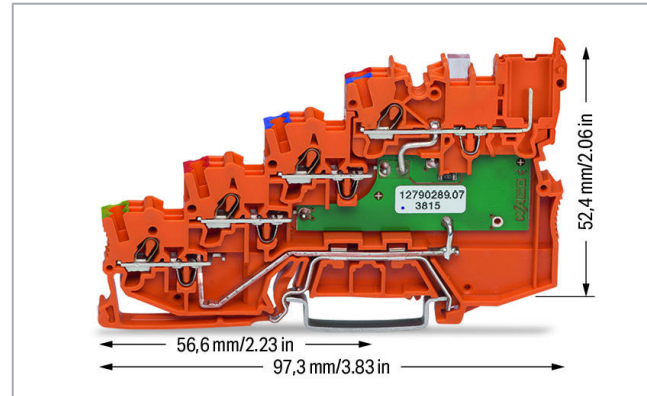 12790289.07
3815
WAGO
52,4 mm/2.06 in
56,6 mm/2.23 in
97,3 mm/3.83 in